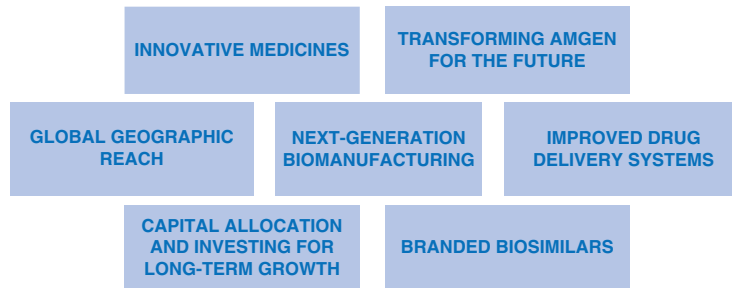 INNOVATIVE MEDICINES
TRANSFORMING AMGEN
FOR THE FUTURE
GLOBAL GEOGRAPHIC
REACH
NEXT-GENERATION
BIOMANUFACTURING
IMPROVED DRUG
DELIVERY SYSTEMS
CAPITAL ALLOCATION
AND INVESTING FOR
LONG-TERM GROWTH
BRANDED BIOSIMILARS